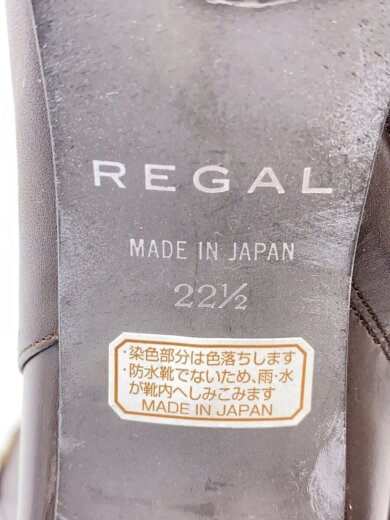 REGAL
MADE IN JAPAN
22½
・染色部分は色落ちします
・防水靴でないため、雨・水
が靴内へしみこみます
MADE IN JAPAN